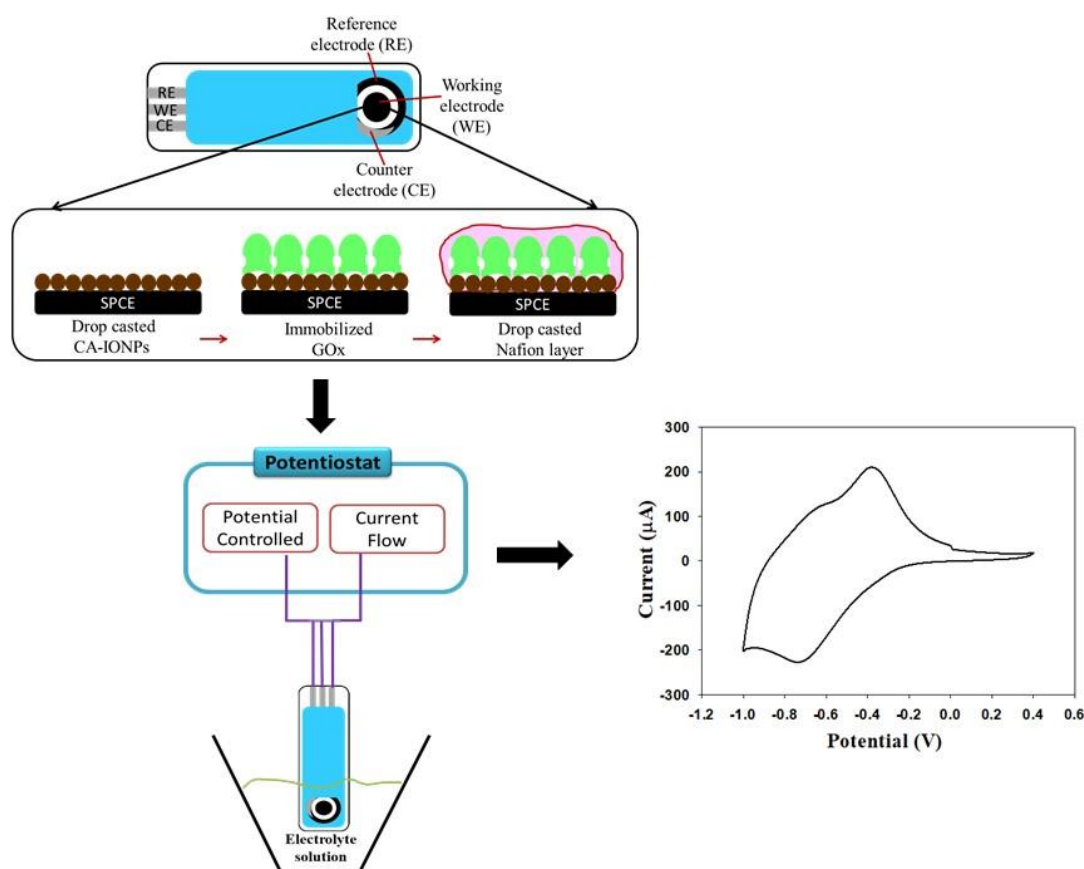 Reference
electrode (RE)
Working
electrode
(WE)
RE
WE
CE
Counter
electrode (CE)
SPCE
SPCE
SPCE
Drop casted
CA-IONPs
Immobilized
GOx
Drop casted
Nafion layer
Potentiostat
Potential
Controlled
Current
Flow
Electrolyte
solution
300
200
100
0
-100
-200
-300
Current (µA)
-1.2 -1.0 -0.8 -0.6 -0.4 -0.2 0.0 0.2 0.4 0.6
Potential (V)